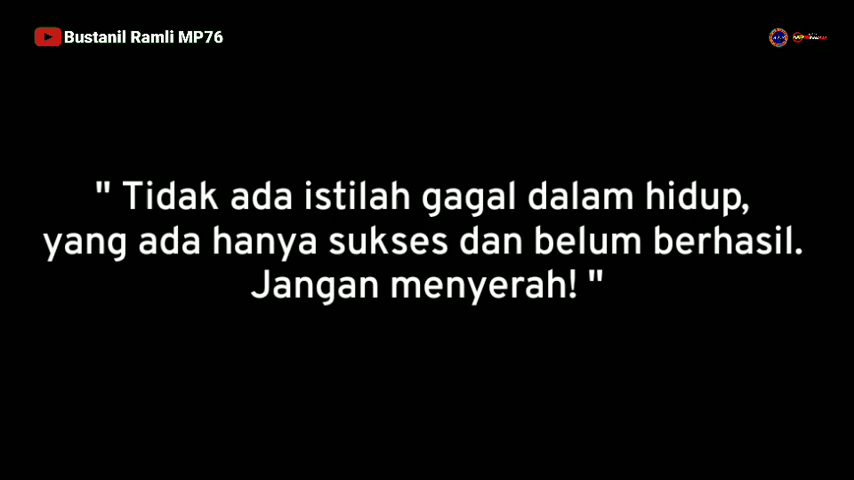 Bustanil Ramli MP76
" Tidak ada istilah gagal dalam hidup,
yang ada hanya sukses dan belum berhasil.
Jangan menyerah! "